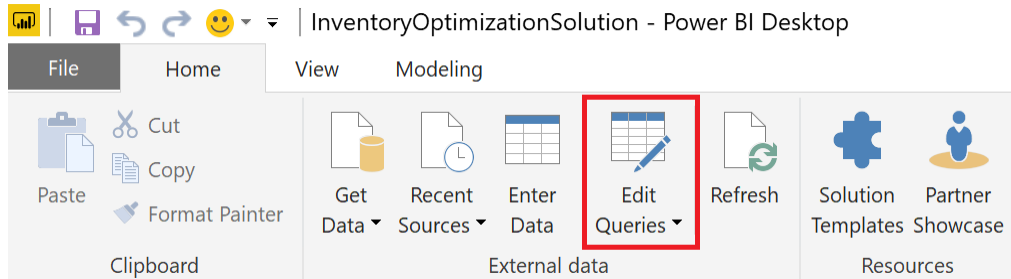 InventoryOptimizationSolution - Power BI Desktop
File Home View Modeling
Paste
Cut
Copy
Format Painter
Clipboard
Get
Data
Recent
Sources
Enter
Data
Edit
Queries
Refresh
External data
Solution
Templates
Partner
Showcase
Resources